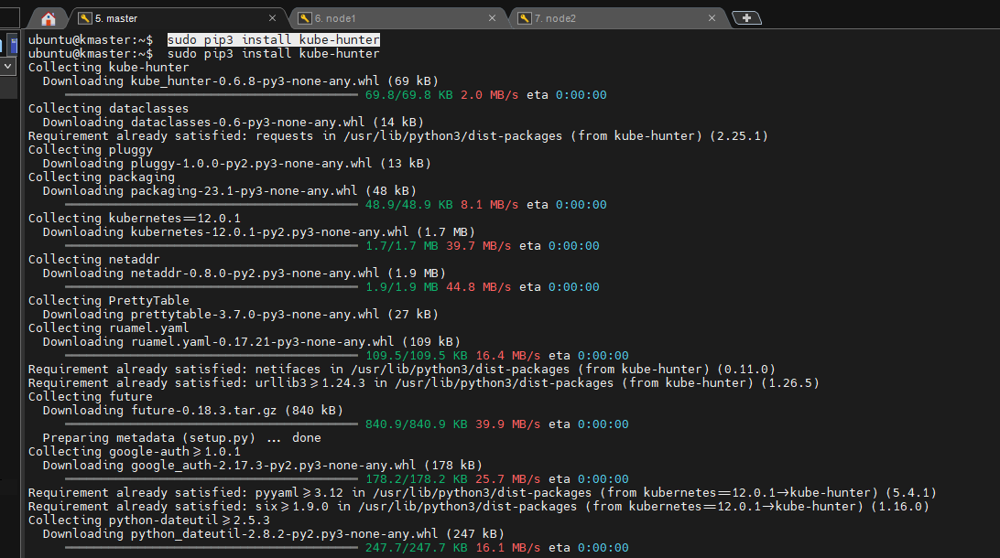 5. master
6. node1
7. node2
ubuntu@kmaster:~$ sudo pip3 install kube-hunter
ubuntu@kmaster:~$ sudo pip3 install kube-hunter
Collecting kube-hunter
Downloading kube_hunter-0.6.8-py3-none-any.whl (69 kB)
69.8/69.8 KB 2.0 MB/s eta 0:00:00
Collecting dataclasses
Downloading dataclasses-0.6-py3-none-any.whl (14 kB)
Requirement already satisfied: requests in /usr/lib/python3/dist-packages (from kube-hunter) (2.25.1)
Collecting pluggy
Downloading pluggy-1.0.0-py2.py3-none-any.whl (13 kB)
Collecting packaging
Downloading packaging-23.1-py3-none-any.whl (48 kB)
48.9/48.9 KB 8.1 MB/s eta 0:00:00
Collecting kubernetes==12.0.1
Downloading kubernetes-12.0.1-py2.py3-none-any.whl (1.7 MB)
1.7/1.7 MB 39.7 MB/s eta 0:00:00
Collecting netaddr
Downloading netaddr-0.8.0-py2.py3-none-any.whl (1.9 MB)
1.9/1.9 MB 44.8 MB/s eta 0:00:00
Collecting PrettyTable
Downloading prettytable-3.7.0-py3-none-any.whl (27 kB)
Collecting ruamel.yaml
Downloading ruamel.yaml-0.17.21-py3-none-any.whl (109 kB)
109.5/109.5 KB 16.4 MB/s eta 0:00:00
Requirement already satisfied: netifaces in /usr/lib/python3/dist-packages (from kube-hunter) (0.11.0)
Requirement already satisfied: urllib3≥1.24.3 in /usr/lib/python3/dist-packages (from kube-hunter) (1.26.5)
Collecting future
Downloading future-0.18.3.tar.gz (840 kB)
840.9/840.9 KB 39.9 MB/s eta 0:00:00
Preparing metadata (setup.py) ... done
Collecting google-auth≥1.0.1
Downloading google_auth-2.17.3-py2.py3-none-any.whl (178 kB)
178.2/178.2 KB 25.7 MB/s eta 0:00:00
Requirement already satisfied: pyyaml≥3.12 in /usr/lib/python3/dist-packages (from kubernetes==12.0.1→kube-hunter) (5.4.1)
Requirement already satisfied: six≥1.9.0 in /usr/lib/python3/dist-packages (from kubernetes==12.0.1→kube-hunter) (1.16.0)
Collecting python-dateutil≥2.5.3
Downloading python_dateutil-2.8.2-py2.py3-none-any.whl (247 kB)
247.7/247.7 KB 16.1 MB/s eta 0:00:00